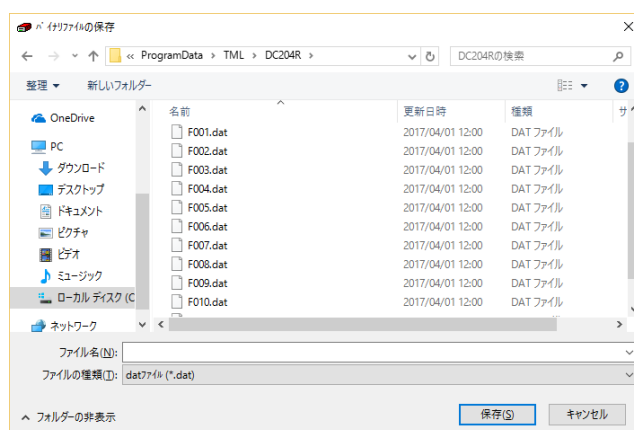 バイナリファイルの保存
« ProgramData > TML > DC204R >
DC204Rの検索
整理 新しいフォルダー
名前 更新日時 種類 サ
OneDrive
PC
ダウンロード
デスクトップ
ドキュメント
ピクチャ
ビデオ
ミュージック
ローカル ディスク (C
ネットワーク
F001.dat 2017/04/01 12:00 DAT ファイル
F002.dat 2017/04/01 12:00 DAT ファイル
F003.dat 2017/04/01 12:00 DAT ファイル
F004.dat 2017/04/01 12:00 DAT ファイル
F005.dat 2017/04/01 12:00 DAT ファイル
F006.dat 2017/04/01 12:00 DAT ファイル
F007.dat 2017/04/01 12:00 DAT ファイル
F008.dat 2017/04/01 12:00 DAT ファイル
F009.dat 2017/04/01 12:00 DAT ファイル
F010.dat 2017/04/01 12:00 DAT ファイル
ファイル名(N):
ファイルの種類(T): datファイル (*.dat)
フォルダーの非表示 保存(S) キャンセル